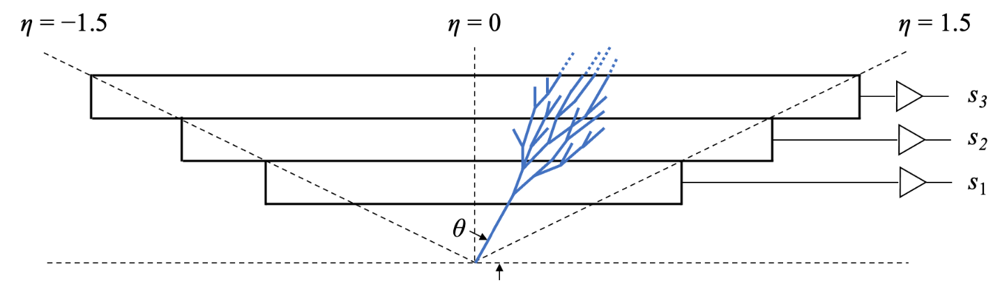 η = −1.5
η = 0
η = 1.5
s₃
s₂
s₁
θ